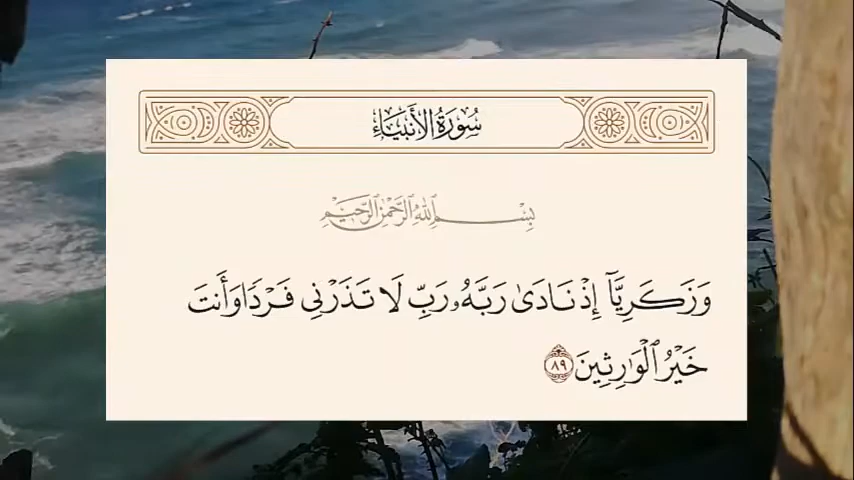 سُورَةُ الأَنبِيَاءِ
بِسْمِ ٱللَّهِ ٱلرَّحْمَٰنِ ٱلرَّحِيمِ
وَزَكَرِيَّآ إِذْ نَادَىٰ رَبَّهُۥ رَبِّ لَا تَذَرْنِى فَرْدًا وَأَنتَ
خَيْرُ ٱلْوَٰرِثِينَ ٨٩